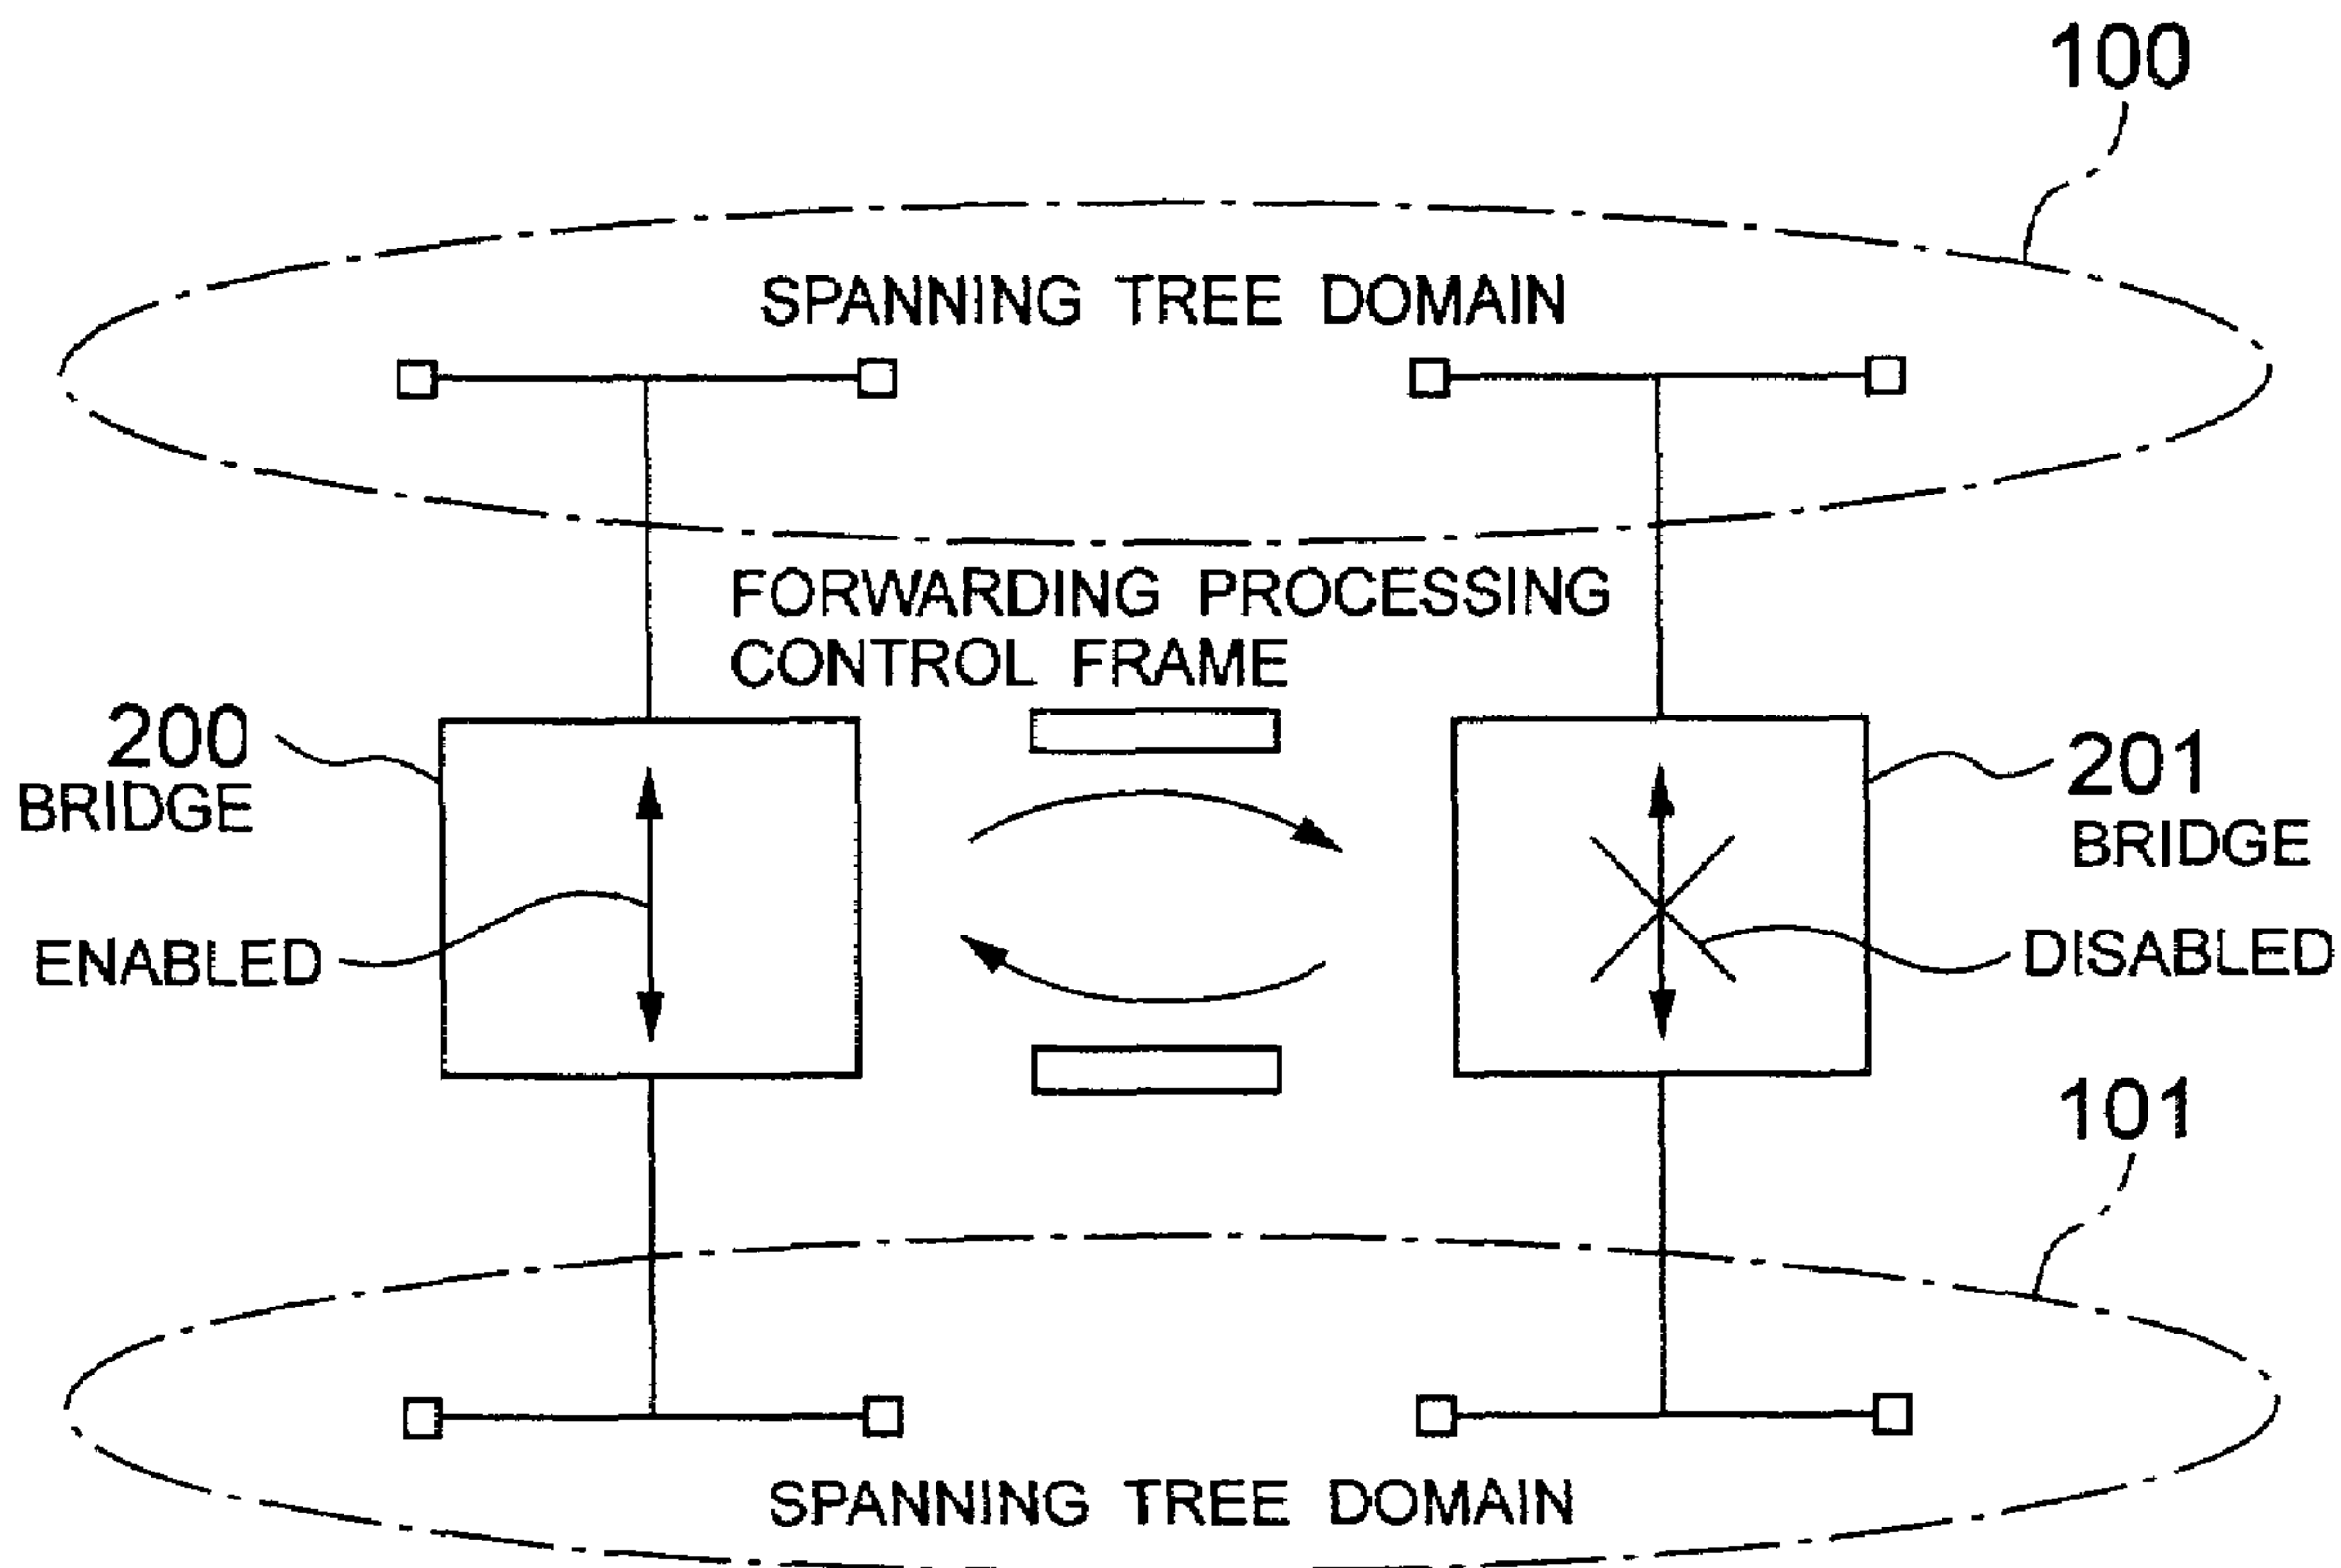 100
SPANNING TREE DOMAIN
FORWARDING PROCESSING
CONTROL FRAME
200
BRIDGE
201
BRIDGE
ENABLED
DISABLED
101
SPANNING TREE DOMAIN